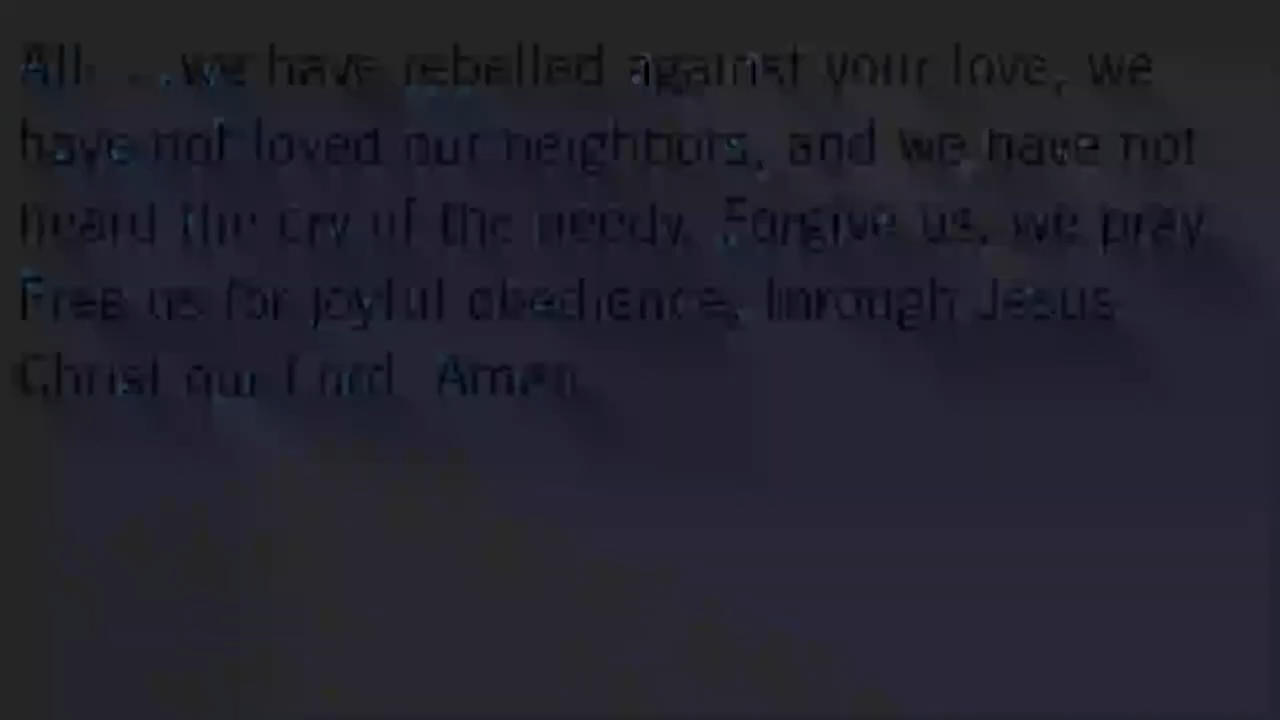 All: ...we have rebelled against your love, we
have not loved our neighbors, and we have not
heard the cry of the needy. Forgive us, we pray.
Free us for joyful obedience, through Jesus
Christ our Lord. Amen.